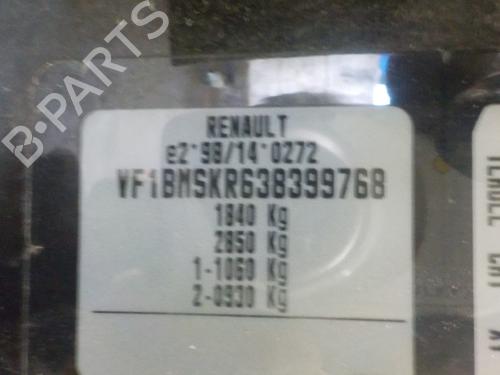 B-PARTS
RENAULT
e2*98/14*0272
VF1BMSKR638399768
1840 Kg
2850 Kg
1-1060 Kg
2-0930 Kg